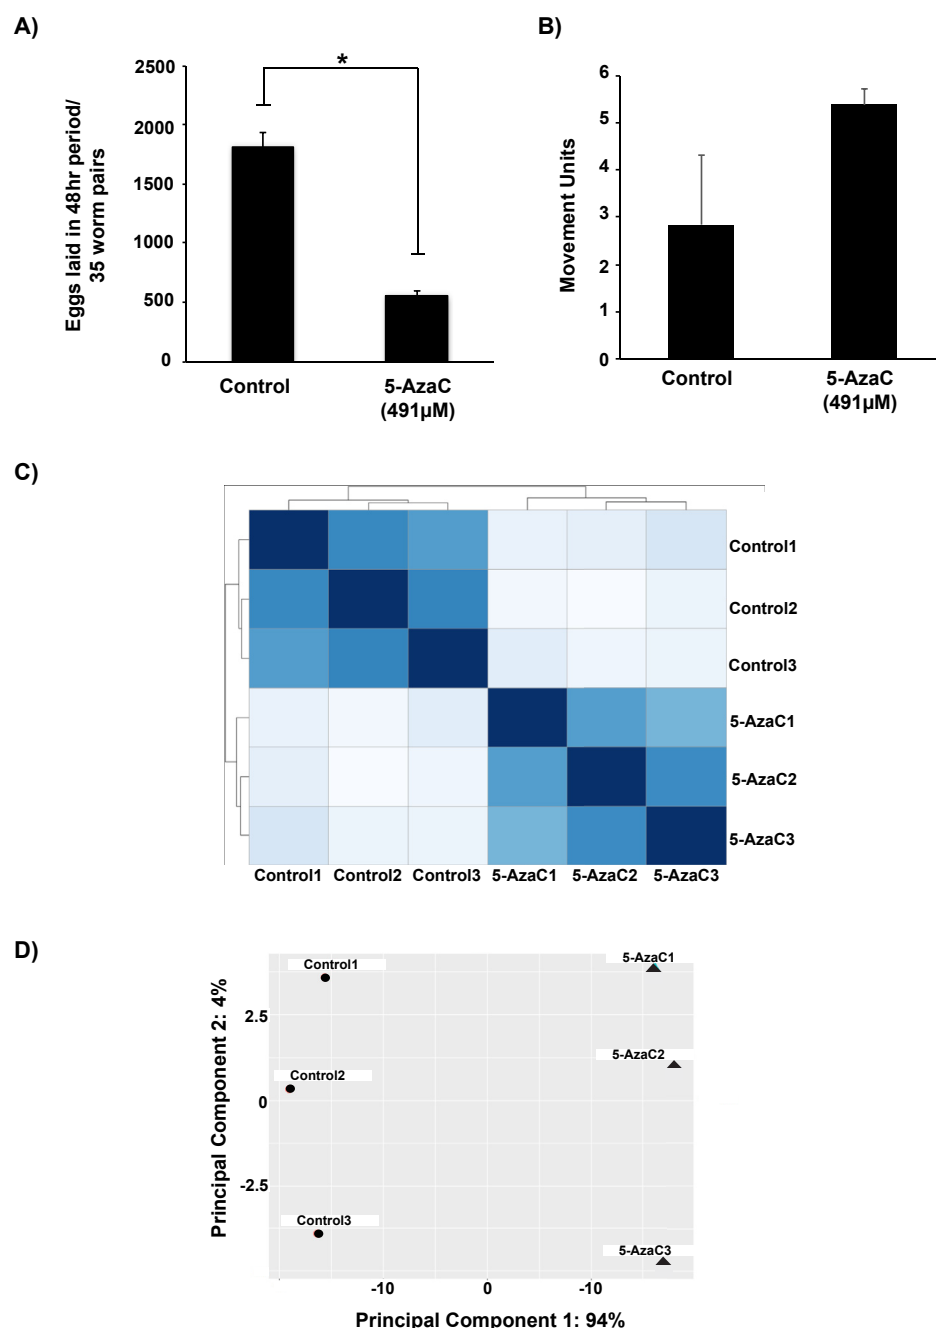 A)
B)
2500
2000
1500
1000
500
0
Eggs laid in 48hr period/
35 worm pairs
*
Control
5-AzaC
(491µM)
6
5
4
3
2
1
0
Movement Units
Control
5-AzaC
(491µM)
C)
Control1
Control2
Control3
5-AzaC1
5-AzaC2
5-AzaC3
Control1 Control2 Control3 5-AzaC1 5-AzaC2 5-AzaC3
D)
Principal Component 2: 4%
2.5
0
-2.5
Control1
5-AzaC1
5-AzaC2
Control2
Control3
5-AzaC3
-10 0 -10
Principal Component 1: 94%